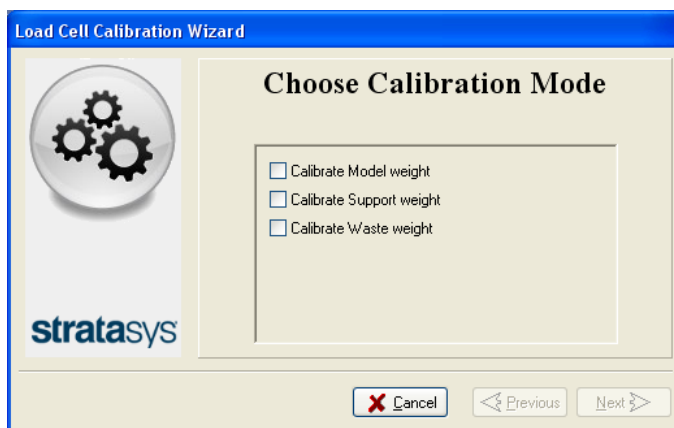 Load Cell Calibration Wizard
Choose Calibration Mode
Calibrate Model weight
Calibrate Support weight
Calibrate Waste weight
stratasys
Cancel
Previous
Next